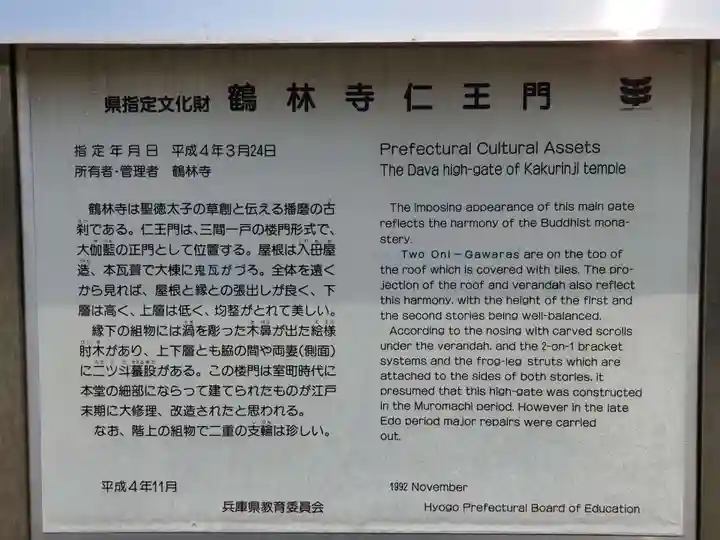 県指定文化財 鶴林寺仁王門
指定年月日 平成4年3月24日
所有者・管理者 鶴林寺
鶴林寺は聖徳太子の草創と伝える播磨の古
刹である。仁王門は、三間一戸の楼門形式で、
大伽藍の正門として位置する。屋根は入母屋
造、本瓦葺で大棟に鬼瓦がづろ。全体を遠く
から見れば、屋根と縁との張出しが良く、下
層は高く、上層は低く、均整がとれて美しい。
縁下の組物には渦を彫った木鼻が出た絵様
肘木があり、上下層とも脇の間や両妻(側面)
に二ツ斗蟇股がある。この楼門は室町時代に
本堂の細部にならって建てられたものが江戸
末期に大修理、改造されたと思われる。
なお、階上の組物で二重の支輪は珍しい。
平成4年11月
兵庫県教育委員会
Prefectural Cultural Assets
The Dava high-gate of Kakurinji temple
The imposing appearance of this main gate
reflects the harmony of the Buddhist mona-
stery.
Two Oni-Gawaras are on the top of
the roof which is covered with tiles. The pro-
jection of the roof and verandah also reflect
this harmony, with the height of the first and
the second stories being well-balanced.
According to the nosing with carved scrolls
under the verandah, and the 2-on-1 bracket
systems and the frog-leg struts which are
attached to the sides of both stories, it
presumed that this high-gate was constructed
in the Muromachi period. However in the late
Edo period major repairs were carried
out.
1992 November
Hyogo Prefectural Board of Education